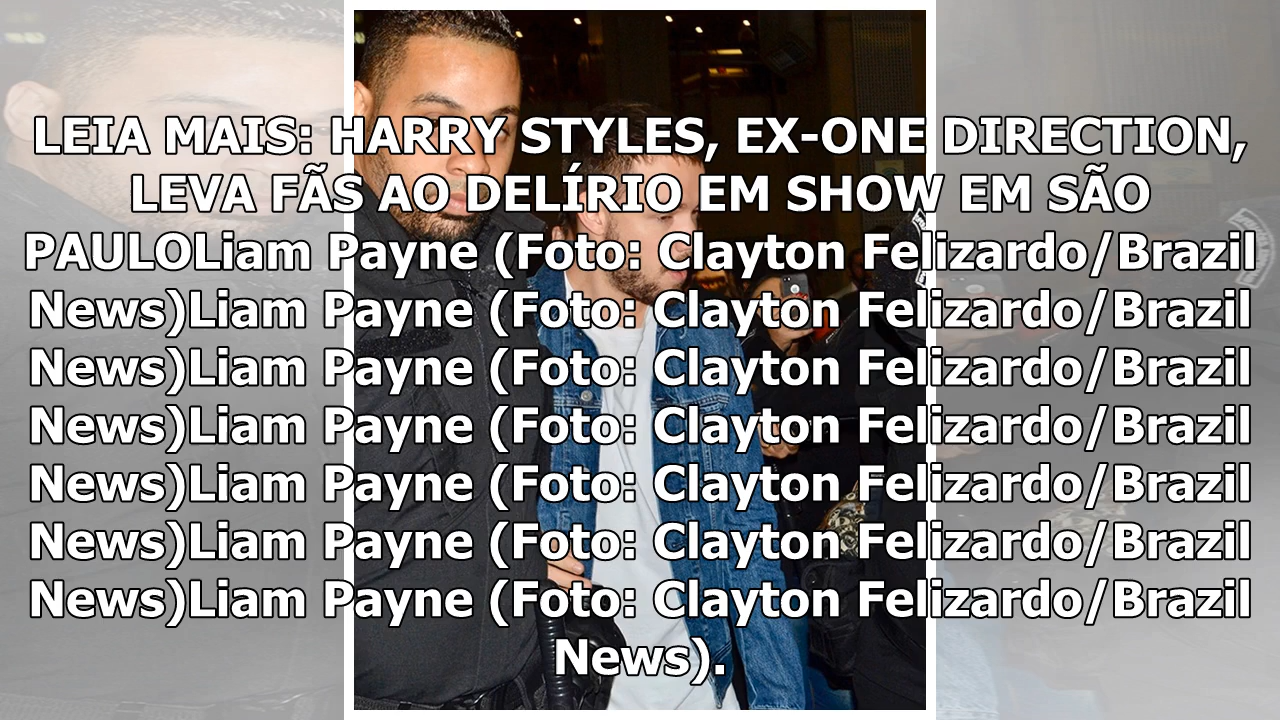 LEIA MAIS: HARRY STYLES, EX-ONE DIRECTION,
LEVA FÃS AO DELÍRIO EM SHOW EM SÃO
PAULOLiam Payne (Foto: Clayton Felizardo/Brazil
News)Liam Payne (Foto: Clayton Felizardo/Brazil
News)Liam Payne (Foto: Clayton Felizardo/Brazil
News)Liam Payne (Foto: Clayton Felizardo/Brazil
News)Liam Payne (Foto: Clayton Felizardo/Brazil
News)Liam Payne (Foto: Clayton Felizardo/Brazil
News)Liam Payne (Foto: Clayton Felizardo/Brazil
News).